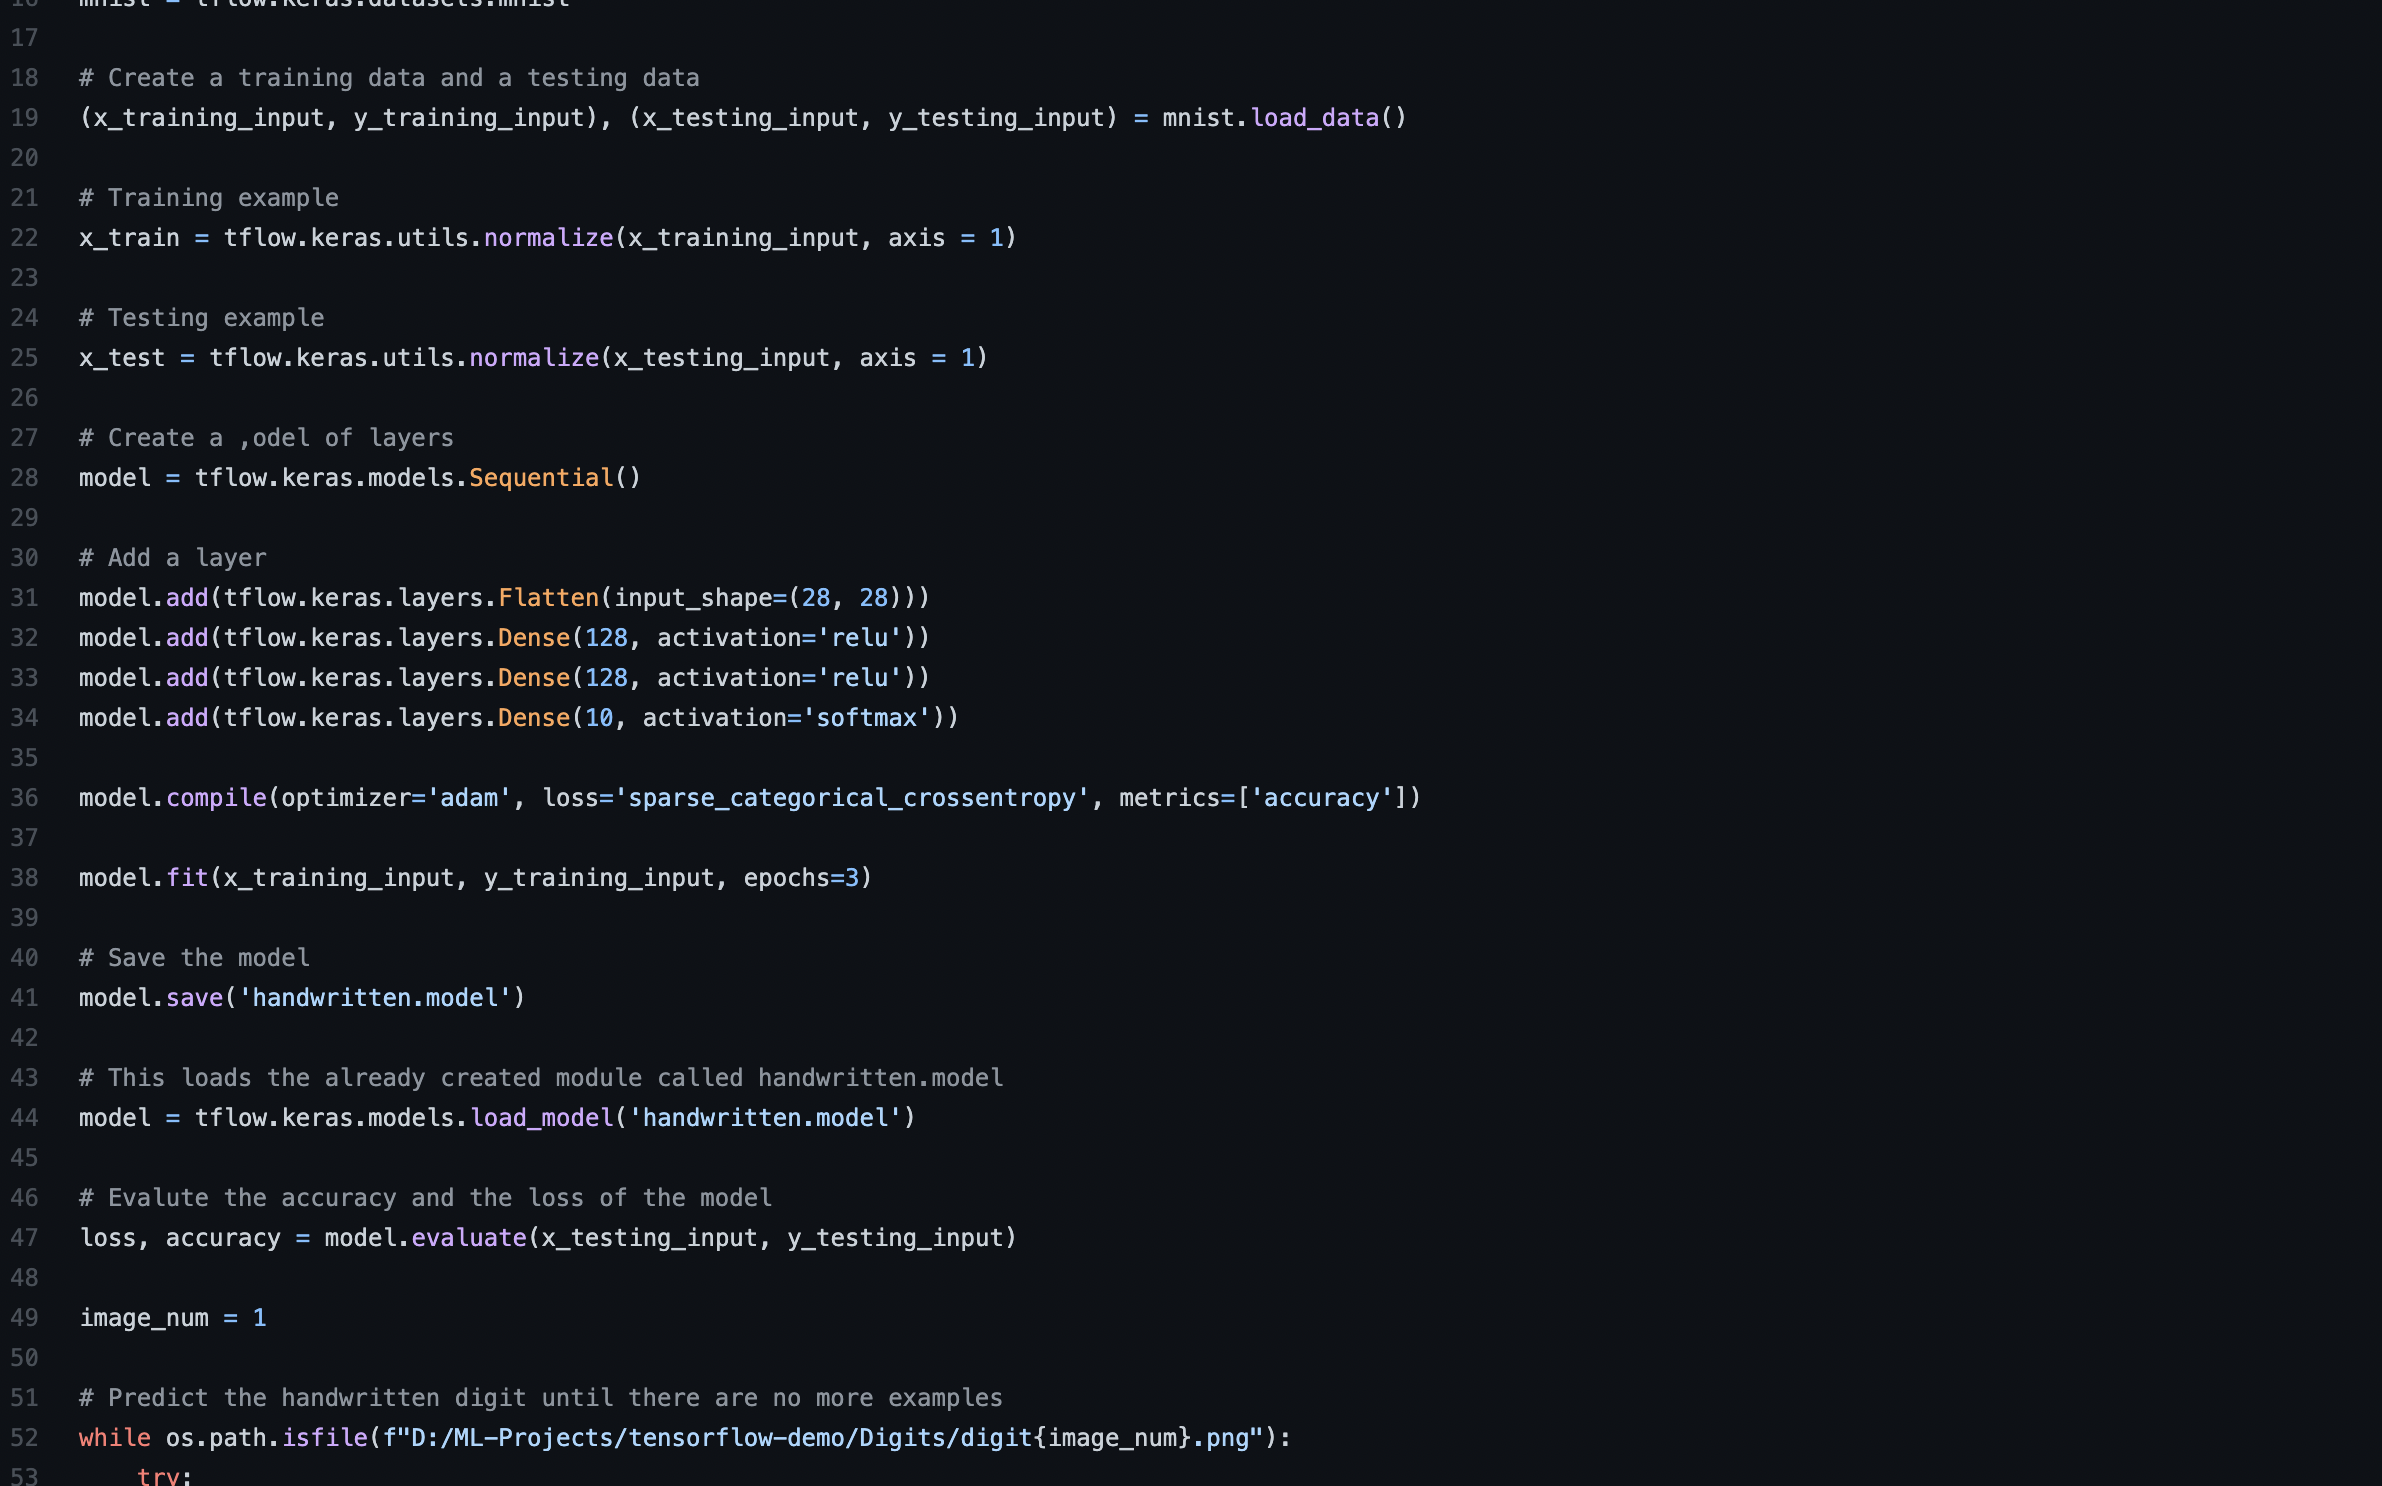 16 mnist = tflow.keras.datasets.mnist
17
18 # Create a training data and a testing data
19 (x_training_input, y_training_input), (x_testing_input, y_testing_input) = mnist.load_data()
20
21 # Training example
22 x_train = tflow.keras.utils.normalize(x_training_input, axis = 1)
23
24 # Testing example
25 x_test = tflow.keras.utils.normalize(x_testing_input, axis = 1)
26
27 # Create a ,odel of layers
28 model = tflow.keras.models.Sequential()
29
30 # Add a layer
31 model.add(tflow.keras.layers.Flatten(input_shape=(28, 28)))
32 model.add(tflow.keras.layers.Dense(128, activation='relu'))
33 model.add(tflow.keras.layers.Dense(128, activation='relu'))
34 model.add(tflow.keras.layers.Dense(10, activation='softmax'))
35
36 model.compile(optimizer='adam', loss='sparse_categorical_crossentropy', metrics=['accuracy'])
37
38 model.fit(x_training_input, y_training_input, epochs=3)
39
40 # Save the model
41 model.save('handwritten.model')
42
43 # This loads the already created module called handwritten.model
44 model = tflow.keras.models.load_model('handwritten.model')
45
46 # Evalute the accuracy and the loss of the model
47 loss, accuracy = model.evaluate(x_testing_input, y_testing_input)
48
49 image_num = 1
50
51 # Predict the handwritten digit until there are no more examples
52 while os.path.isfile(f"D:/ML-Projects/tensorflow-demo/Digits/digit{image_num}.png"):
53 try: